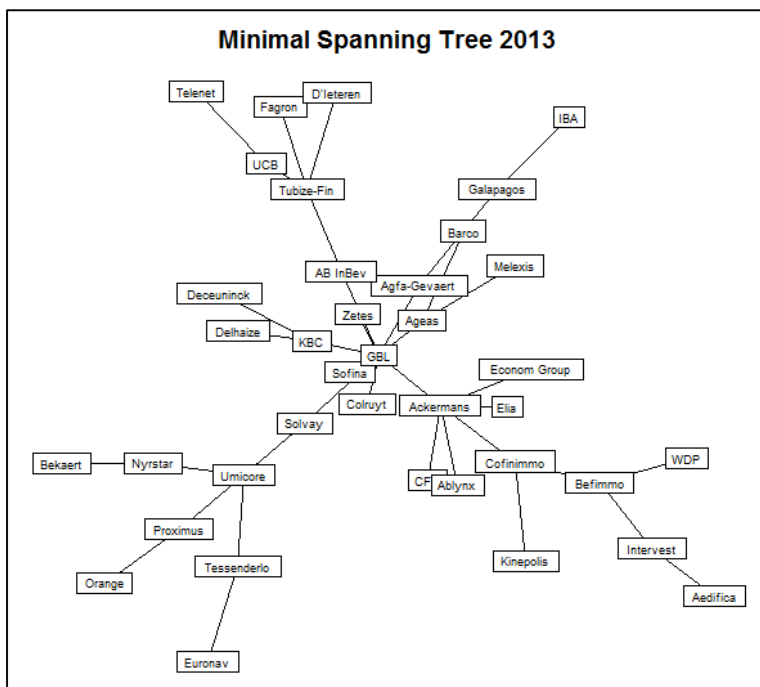 Minimal Spanning Tree 2013
Telenet
D'Ieteren
Fagron
IBA
UCB
Tubize-Fin
Galapagos
Barco
AB InBev
Melexis
Agfa-Gevaert
Deceuninck
Zetes
Ageas
Delhaize
KBC
GBL
Sofina
Econom Group
Colruyt
Ackermans
Elia
Solvay
Bekaert
Nyrstar
Umicore
Cofinimmo
WDP
CF
Ablynx
Befimmo
Proximus
Intervest
Kinepolis
Tessenderlo
Orange
Aedifica
Euronav